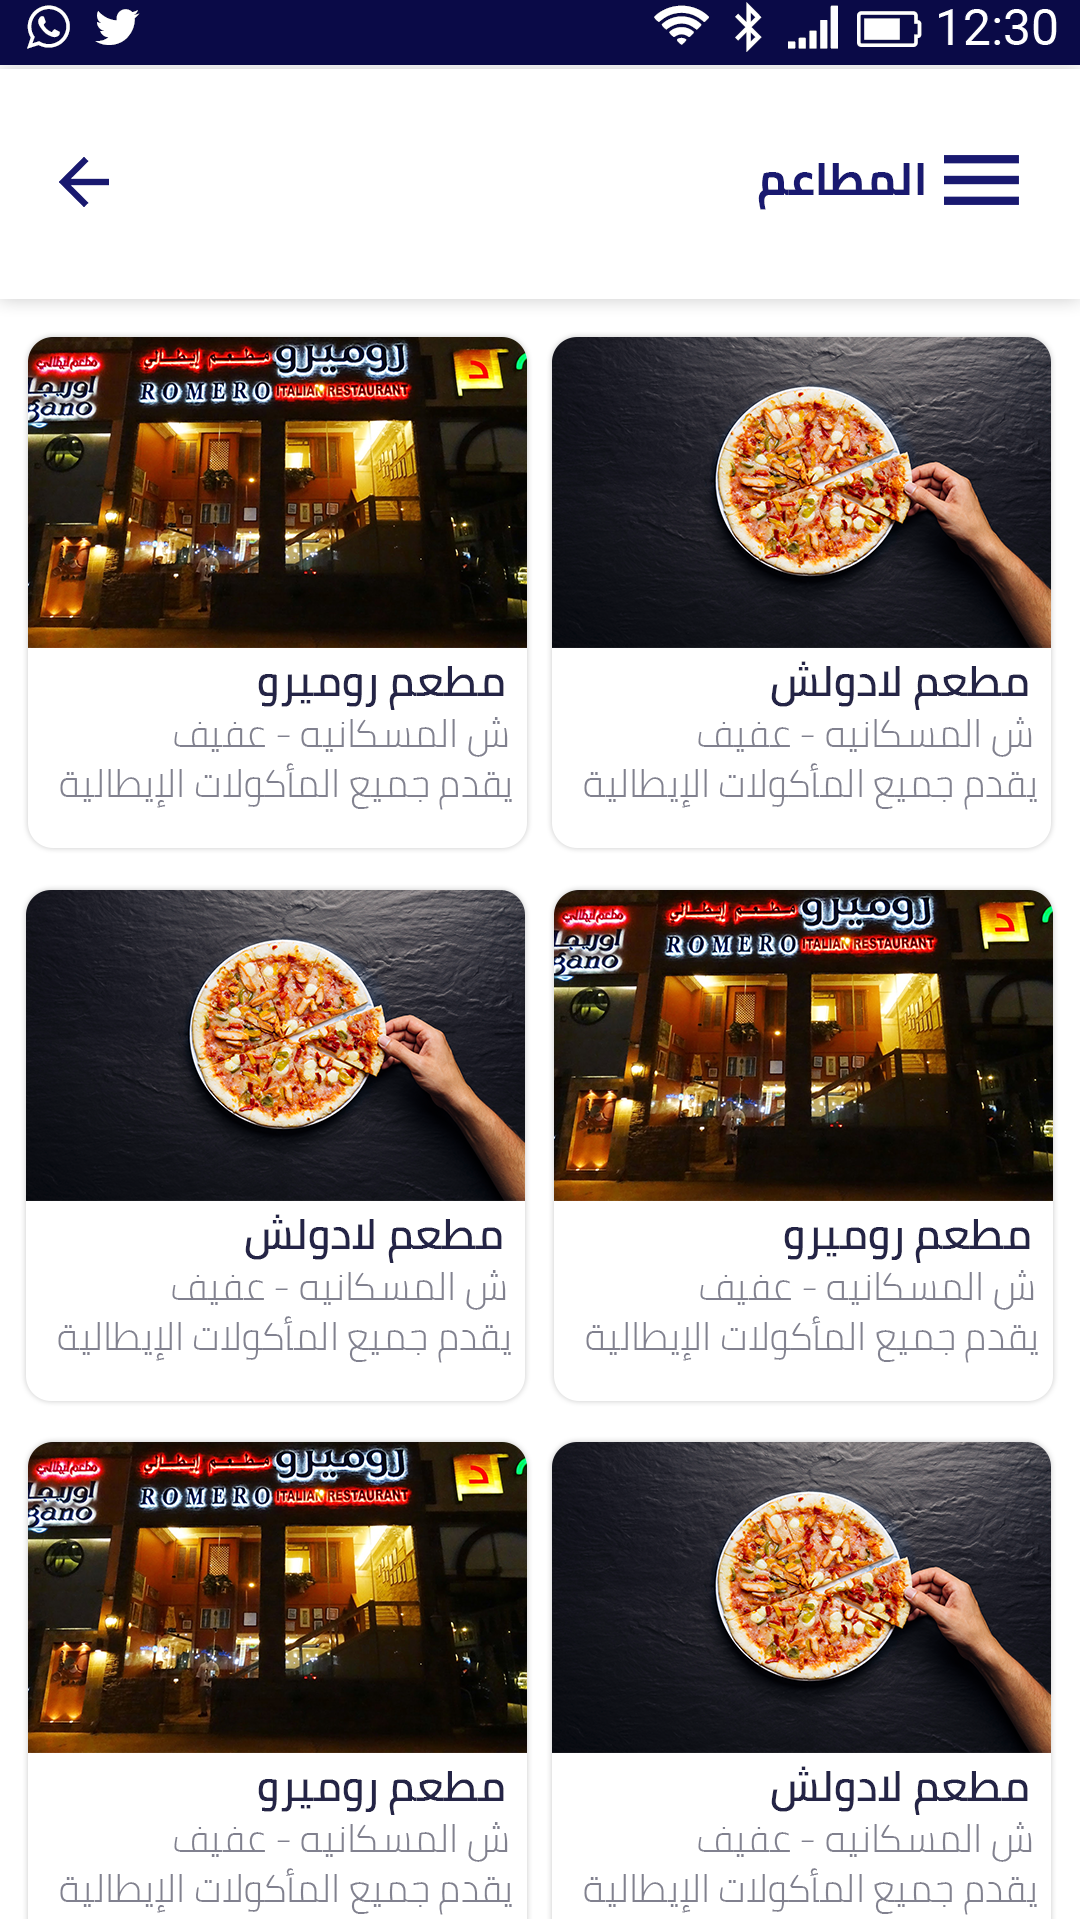 12:30
المطاعم
مطعم لادولش
ش المسكانيه - عفيف
يقدم جميع المأكولات الإيطالية
روميرو
مطعم إيطالي
ROMERO ITALIAN RESTAURANT
gano
مطعم روميرو
ش المسكانيه - عفيف
يقدم جميع المأكولات الإيطالية
روميرو
مطعم إيطالي
ROMERO ITALIAN RESTAURANT
gano
مطعم روميرو
ش المسكانيه - عفيف
يقدم جميع المأكولات الإيطالية
مطعم لادولش
ش المسكانيه - عفيف
يقدم جميع المأكولات الإيطالية
مطعم لادولش
ش المسكانيه - عفيف
يقدم جميع المأكولات الإيطالية
روميرو
مطعم إيطالي
ROMERO ITALIAN RESTAURANT
gano
مطعم روميرو
ش المسكانيه - عفيف
يقدم جميع المأكولات الإيطالية